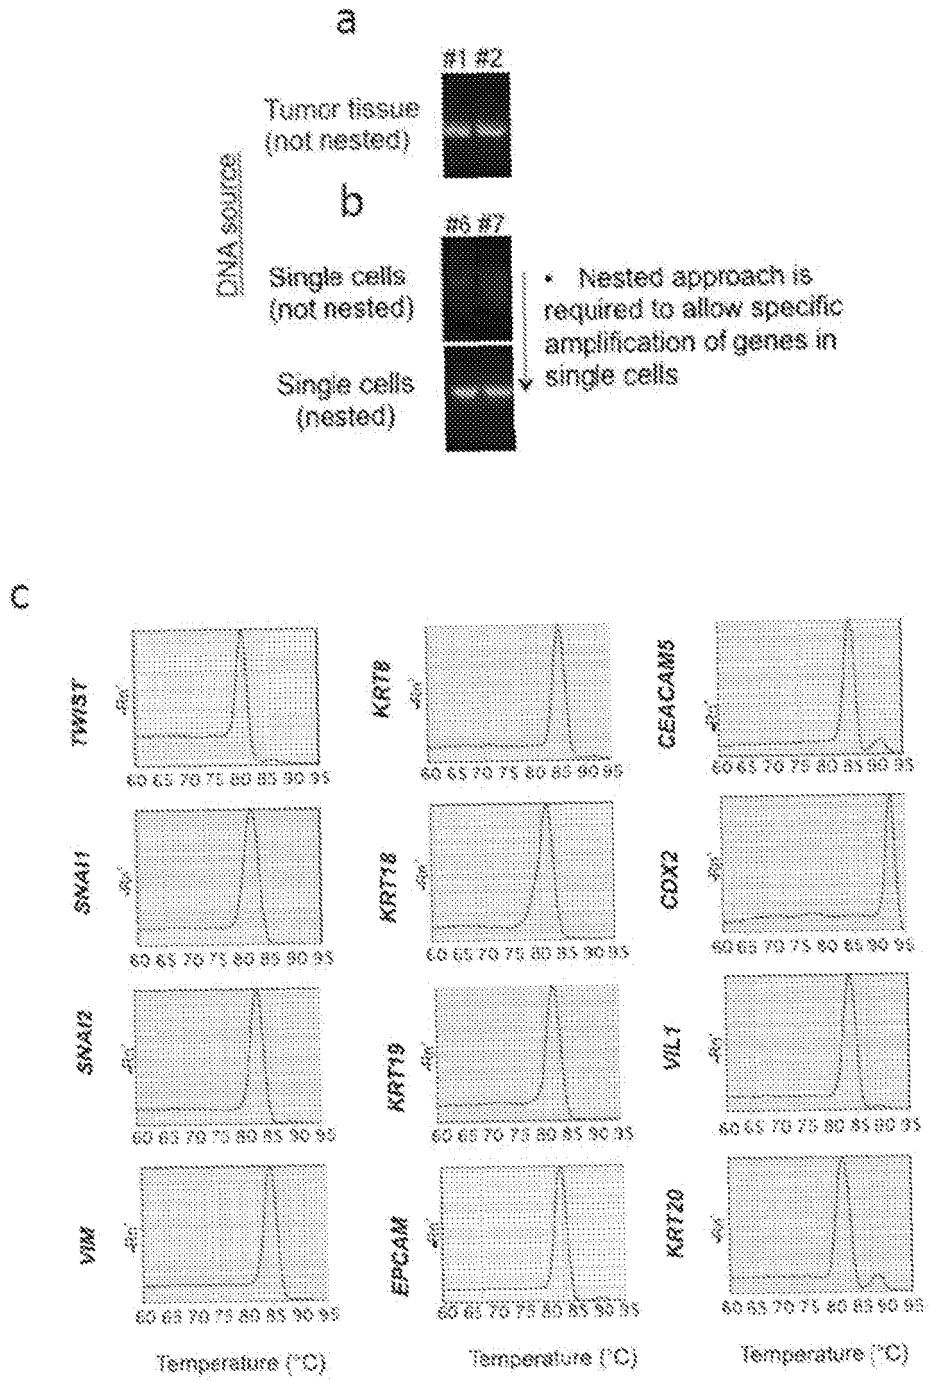 a
#1 #2
Tumor tissue
(not nested)
DNA source
b
#6 #7
Single cells
(not nested)
• Nested approach is
required to allow specific
amplification of genes in
single cells
Single cells
(nested)
c
TWIST
60 65 70 75 80 85 90 95
KRT8
60 65 70 75 80 85 90 95
CEACAM5
60 65 70 75 80 85 90 95
SNAI1
60 65 70 75 80 85 90 95
KRT18
60 65 70 75 80 85 90 95
CDX2
60 65 70 75 80 85 90 95
SNAI2
60 65 70 75 80 85 90 95
KRT19
60 65 70 75 80 85 90 95
VIL1
60 65 70 75 80 85 90 95
VIM
60 65 70 75 80 85 90 95
EPCAM
60 65 70 75 80 85 90 95
KRT20
60 65 70 75 80 85 90 95
Temperature (°C)
Temperature (°C)
Temperature (°C)